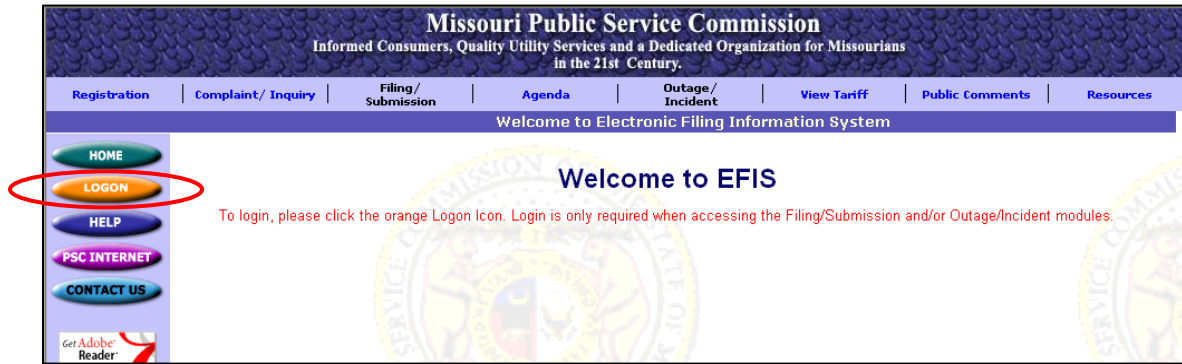 Missouri Public Service Commission
Informed Consumers, Quality Utility Services and a Dedicated Organization for Missourians
in the 21st Century.
Registration | Complaint/ Inquiry | Filing/ Submission | Agenda | Outage/ Incident | View Tariff | Public Comments | Resources
Welcome to Electronic Filing Information System
HOME
LOGON
HELP
PSC INTERNET
CONTACT US
Get Adobe
Reader
Welcome to EFIS
To login, please click the orange Logon Icon. Login is only required when accessing the Filing/Submission and/or Outage/Incident modules.